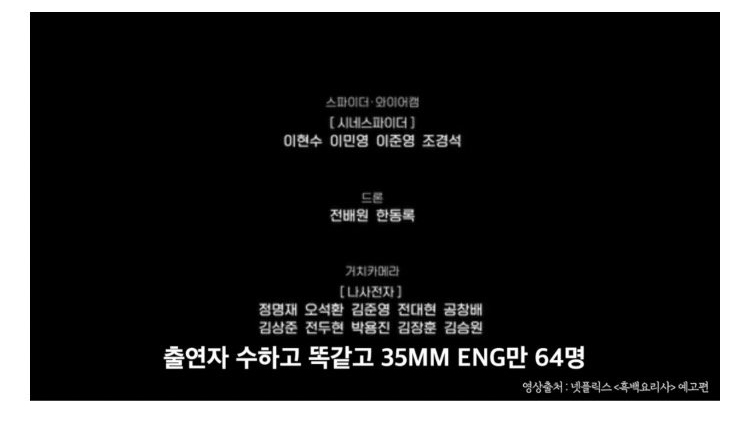 스파이더·와이어캠
[ 시네스파이더 ]
이현수 이민영 이준영 조경석
드론
전배원 한동록
거치카메라
[ 나사전자 ]
정명재 오석환 김준영 전대현 공창배
김상준 전두현 박용진 김장훈 김승원
출연자 수하고 똑같고 35MM ENG만 64명
영상출처 : 넷플릭스 <흑백요리사> 예고편